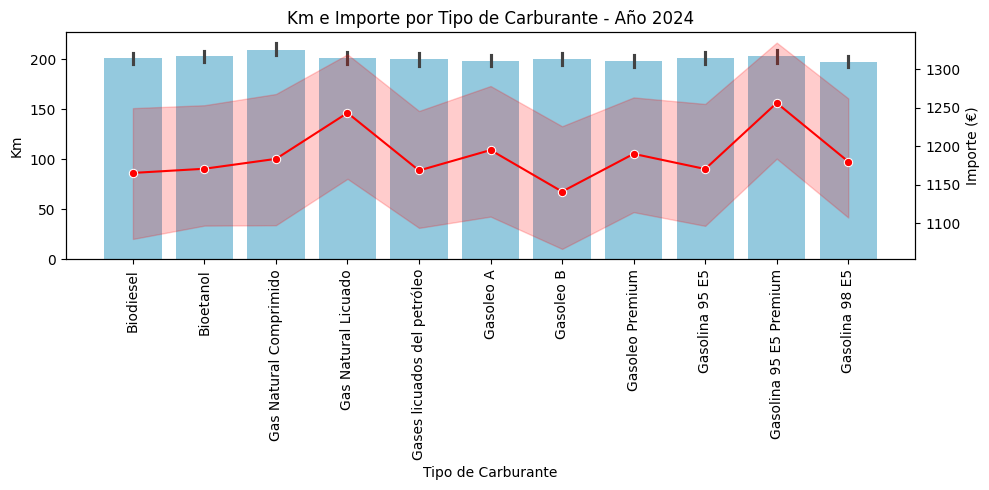 Km e Importe por Tipo de Carburante - Año 2024
Km
200
150
100
50
0
1300
1250
1200
1150
1100
Importe (€)
Biodiesel
Bioetanol
Gas Natural Comprimido
Gas Natural Licuado
Gases licuados del petróleo
Gasoleo A
Gasoleo B
Gasoleo Premium
Gasolina 95 E5
Gasolina 95 E5 Premium
Gasolina 98 E5
Tipo de Carburante